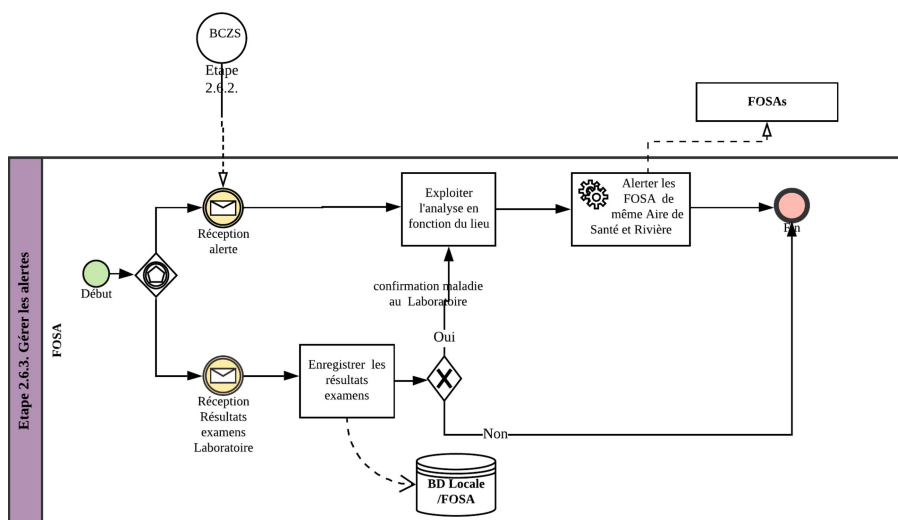 BCZS
Etape
2.6.2.
FOSAs
Etape 2.6.3. Gérer les alertes
FOSA
Début
Réception
alerte
Exploiter
l'analyse en
fonction du lieu
Alerter les
FOSA de
même Aire de
Santé et Rivière
Fin
confirmation maladie
au Laboratoire
Oui
Réception
Résultats
examens
Laboratoire
Enregistrer les
résultats
examens
Non
BD Locale
/FOSA